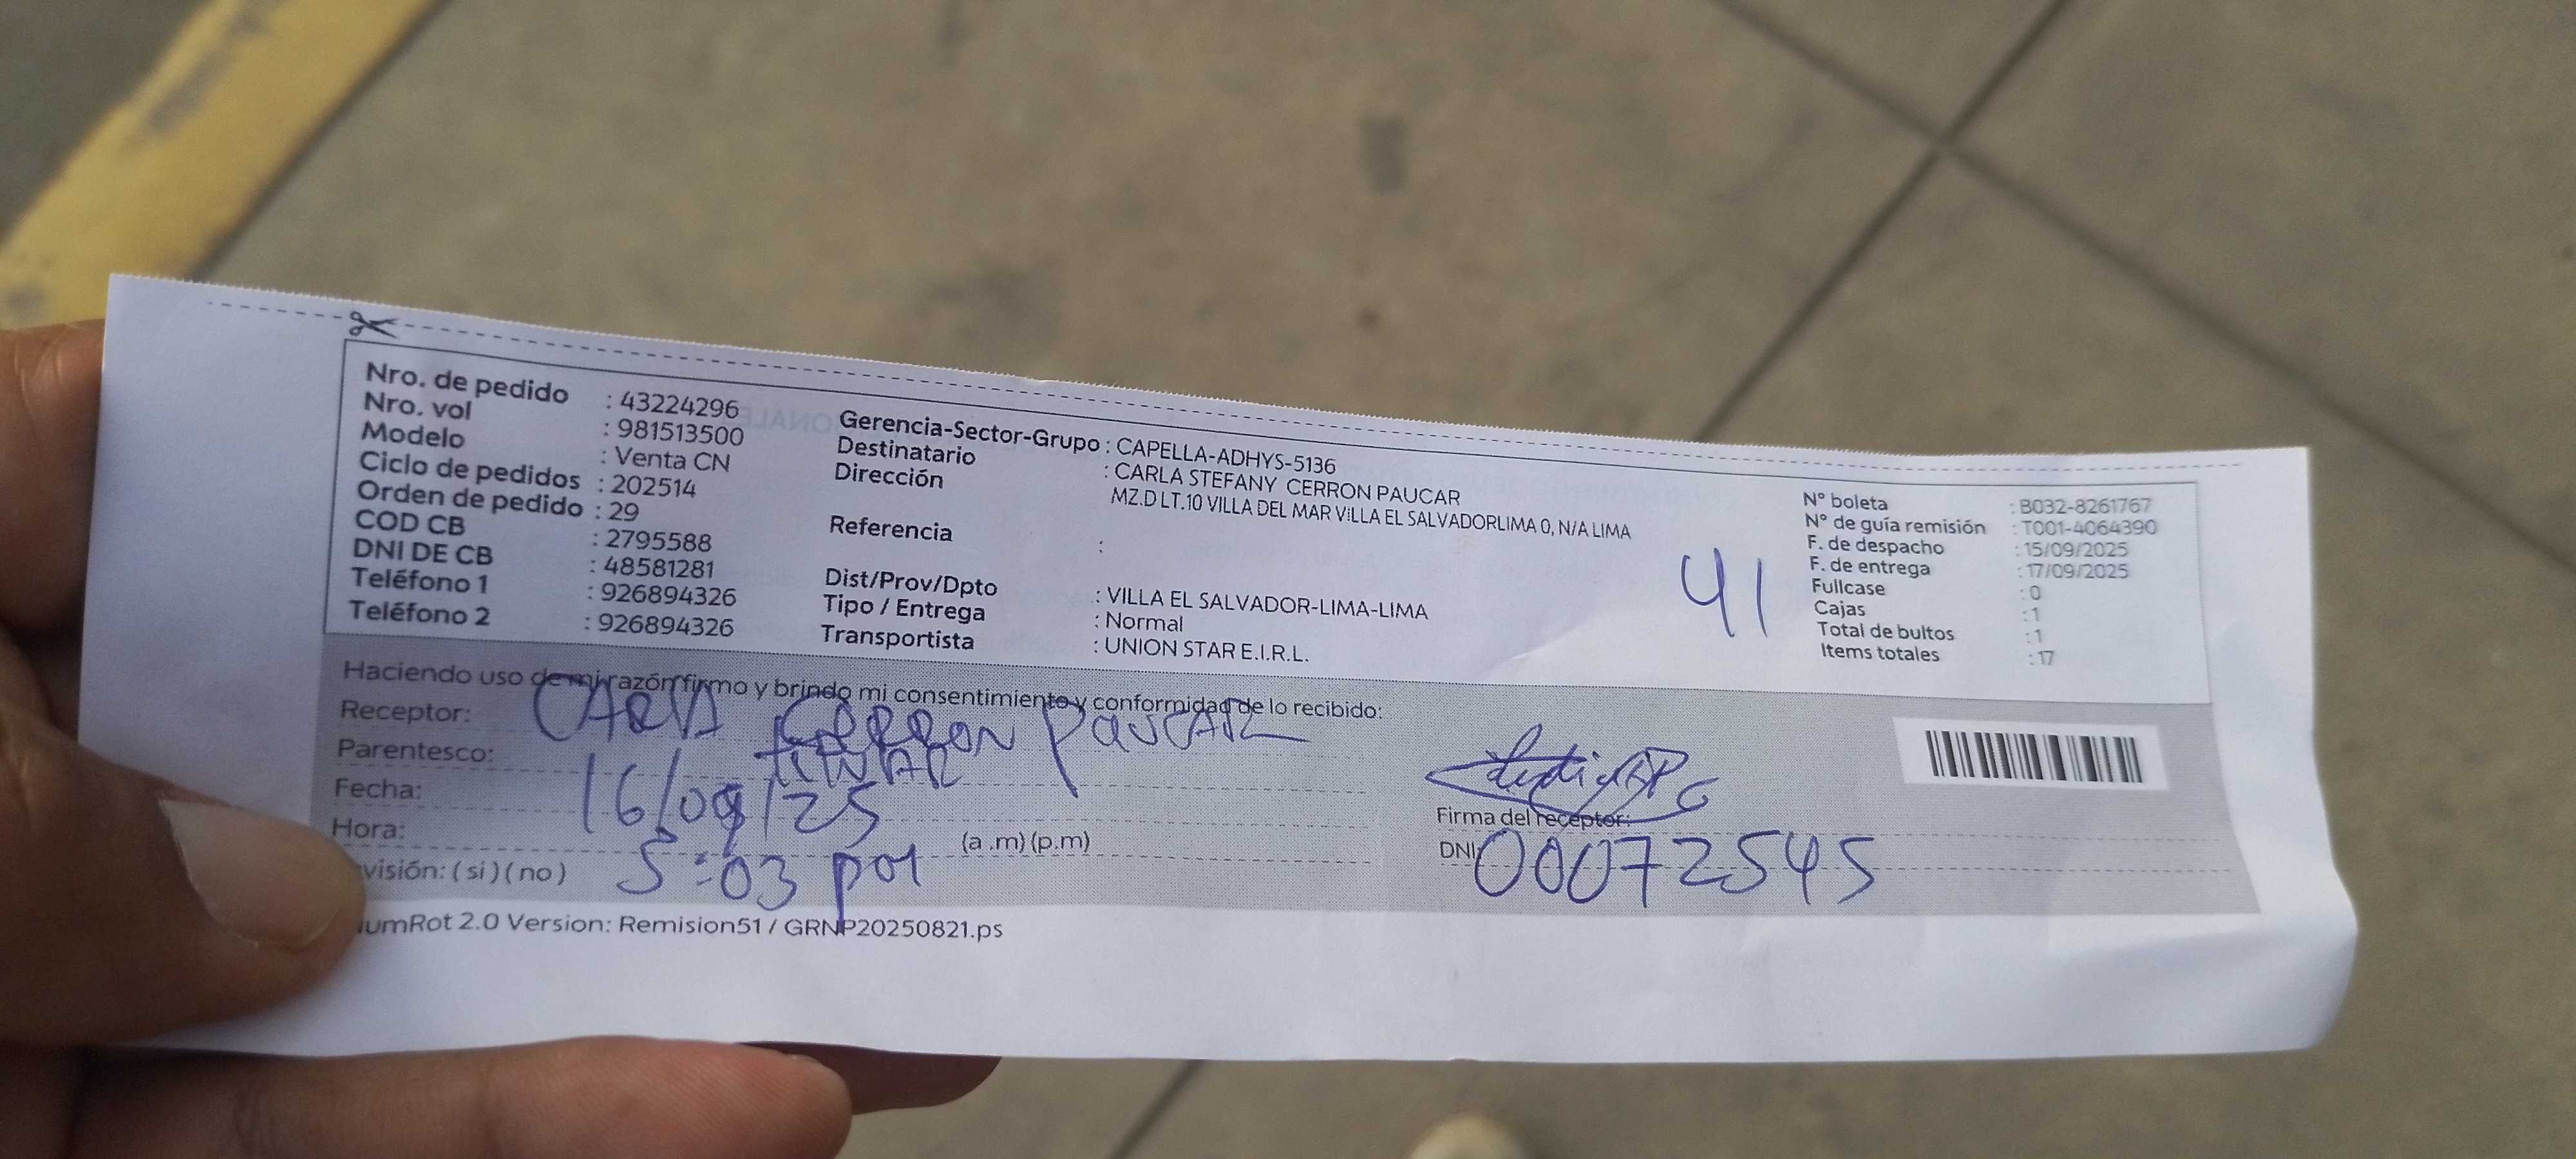 Nro. de pedido : 43224296
Nro. vol : 981513500
Modelo : Venta CN
Ciclo de pedidos : 202514
Orden de pedido : 29
COD CB : 2795588
DNI DE CB : 48581281
Teléfono 1 : 926894326
Teléfono 2 : 926894326
Gerencia-Sector-Grupo : CAPELLA-ADHYS-5136
Destinatario : CARLA STEFANY CERRON PAUCAR
Dirección MZ.D LT.10 VILLA DEL MAR VILLA EL SALVADORLIMA 0, N/A LIMA
Referencia :
Dist/Prov/Dpto : VILLA EL SALVADOR-LIMA-LIMA
Tipo / Entrega : Normal
Transportista : UNION STAR E.I.R.L.
41
N° boleta : B032-8261767
N° de guía remisión : T001-4064390
F. de despacho : 15/09/2025
F. de entrega : 17/09/2025
Fullcase : 0
Cajas : 1
Total de bultos : 1
Items totales : 17
Haciendo uso de mi razón firmo y brindo mi consentimiento y conformidad de lo recibido:
Receptor: CARLA CERRON PAUCAR
Parentesco:
Fecha: 16/09/25
Hora: (a .m) (p.m)
visión: ( si ) ( no ) 5:03 pm
Firma del receptor:
DNI 00072545
umRot 2.0 Version: Remision51 / GRNP20250821.ps